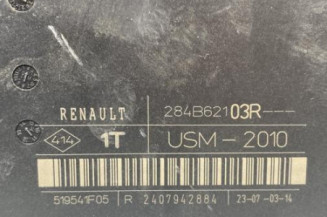 RENAULT 284B62103R---
414 1T USM-2010
519541F05 R 2407942884 23-07-03-14